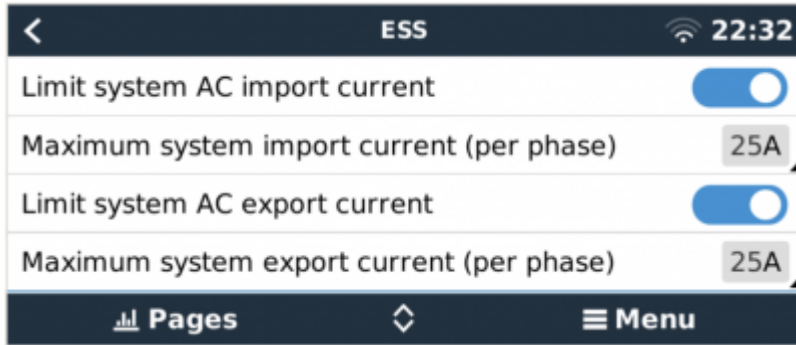 ESS 22:32
Limit system AC import current
Maximum system import current (per phase) 25A
Limit system AC export current
Maximum system export current (per phase) 25A
Pages Menu